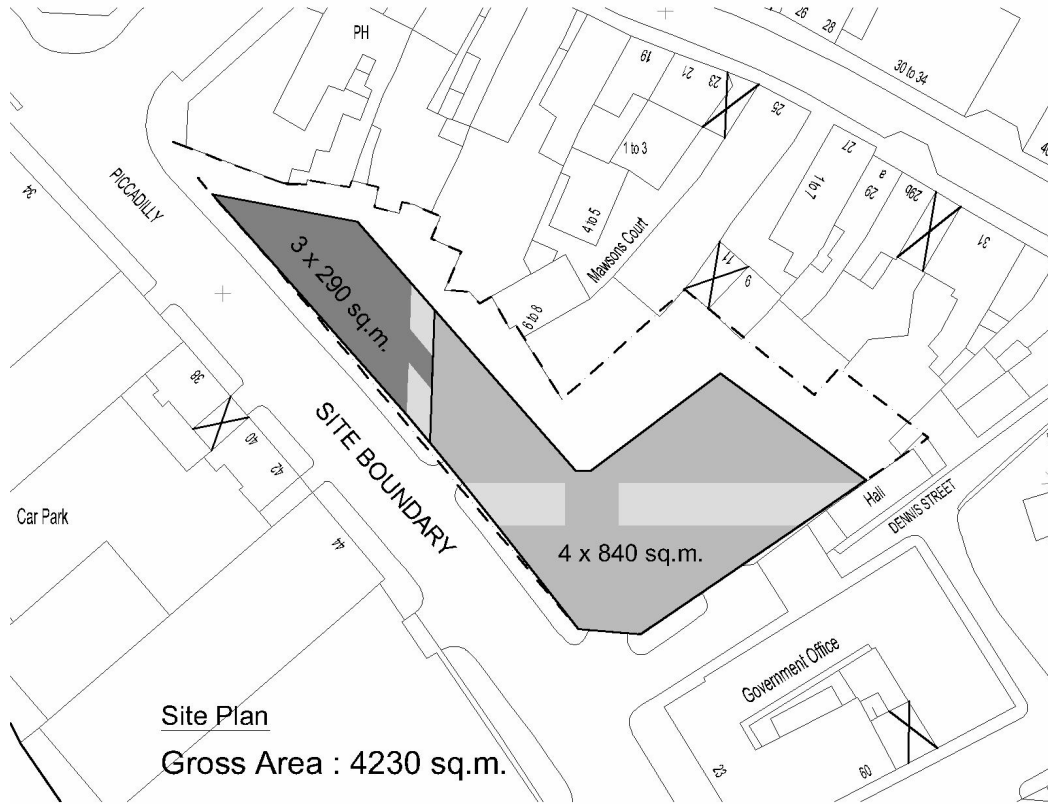 PH
26
28
30 to 34
19
21
23
25
1 to 3
27
1 to 7
a
29
29b
31
4 to 5
Mawsons Court
PICCADILLY
34
11
9
6 to 8
3 x 290 sq.m.
38
40
42
SITE BOUNDARY
Car Park
44
Hall
DENNIS STREET
4 x 840 sq.m.
Government Office
23
60
Site Plan
Gross Area : 4230 sq.m.